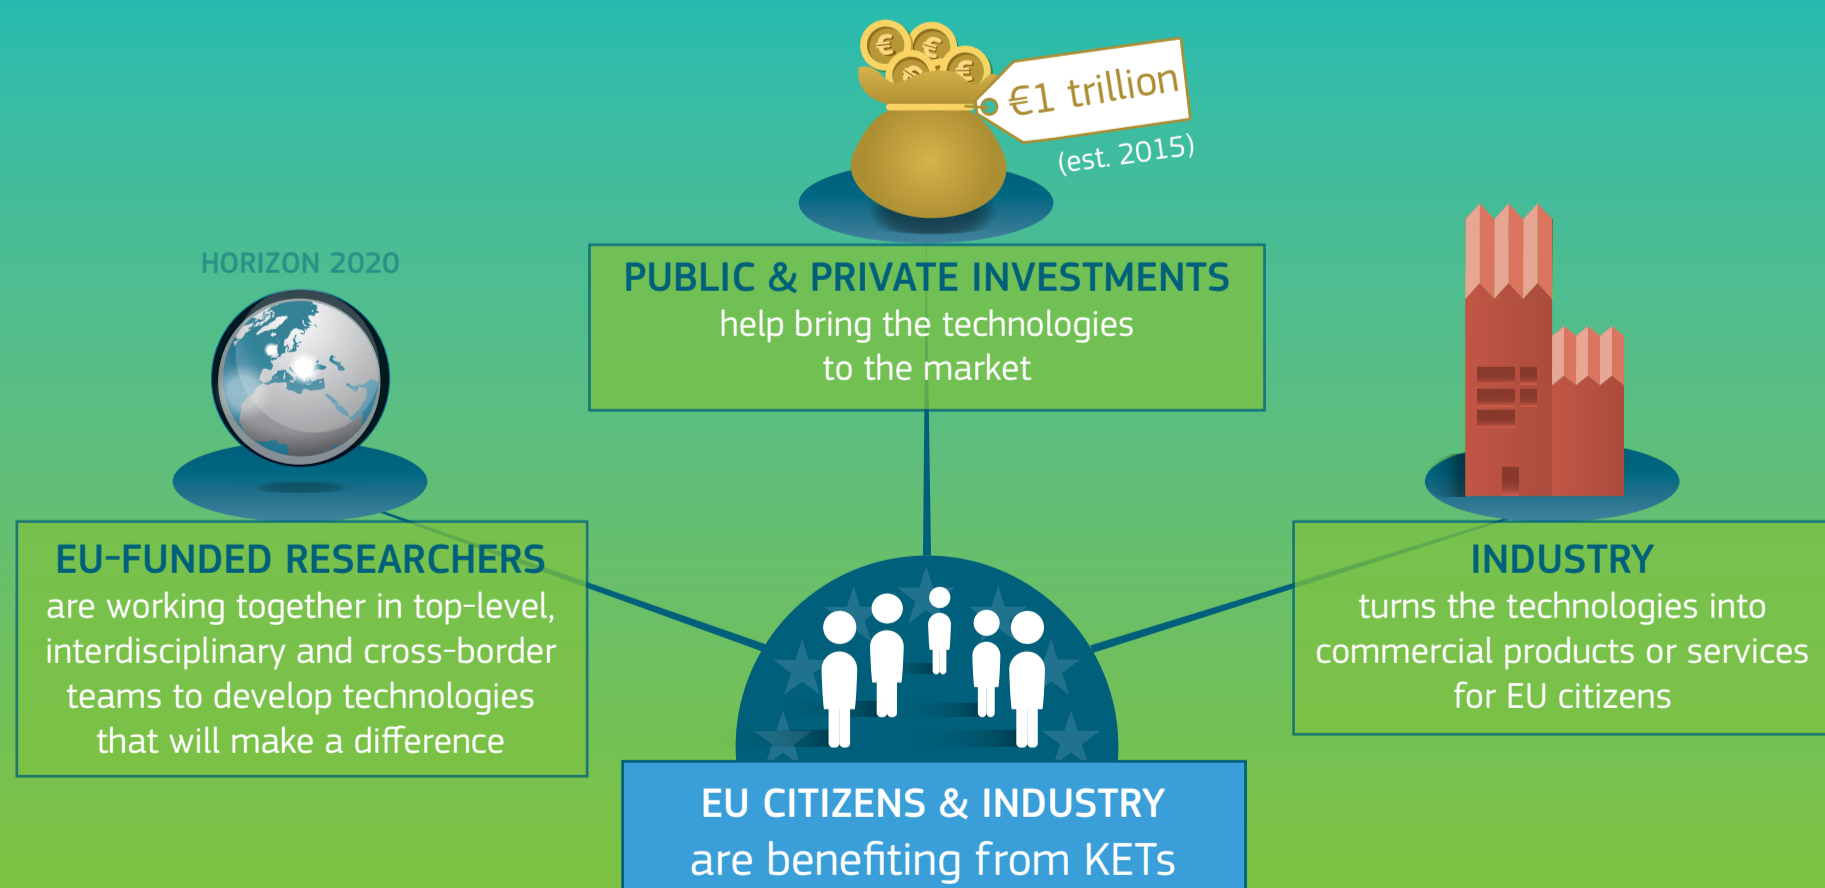 €1 trillion
(est. 2015)
HORIZON 2020
PUBLIC & PRIVATE INVESTMENTS
help bring the technologies
to the market
EU-FUNDED RESEARCHERS
are working together in top-level,
interdisciplinary and cross-border
teams to develop technologies
that will make a difference
INDUSTRY
turns the technologies into
commercial products or services
for EU citizens
EU CITIZENS & INDUSTRY
are benefiting from KETs